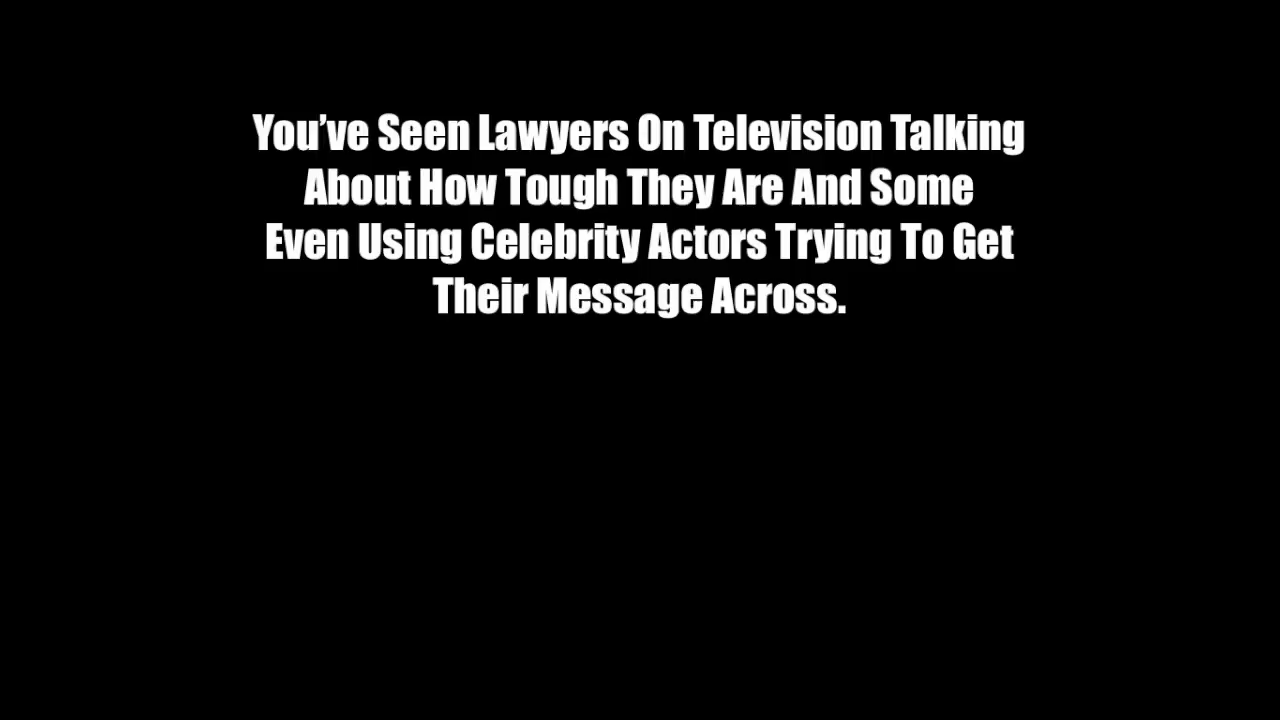 You’ve Seen Lawyers On Television Talking
About How Tough They Are And Some
Even Using Celebrity Actors Trying To Get
Their Message Across.